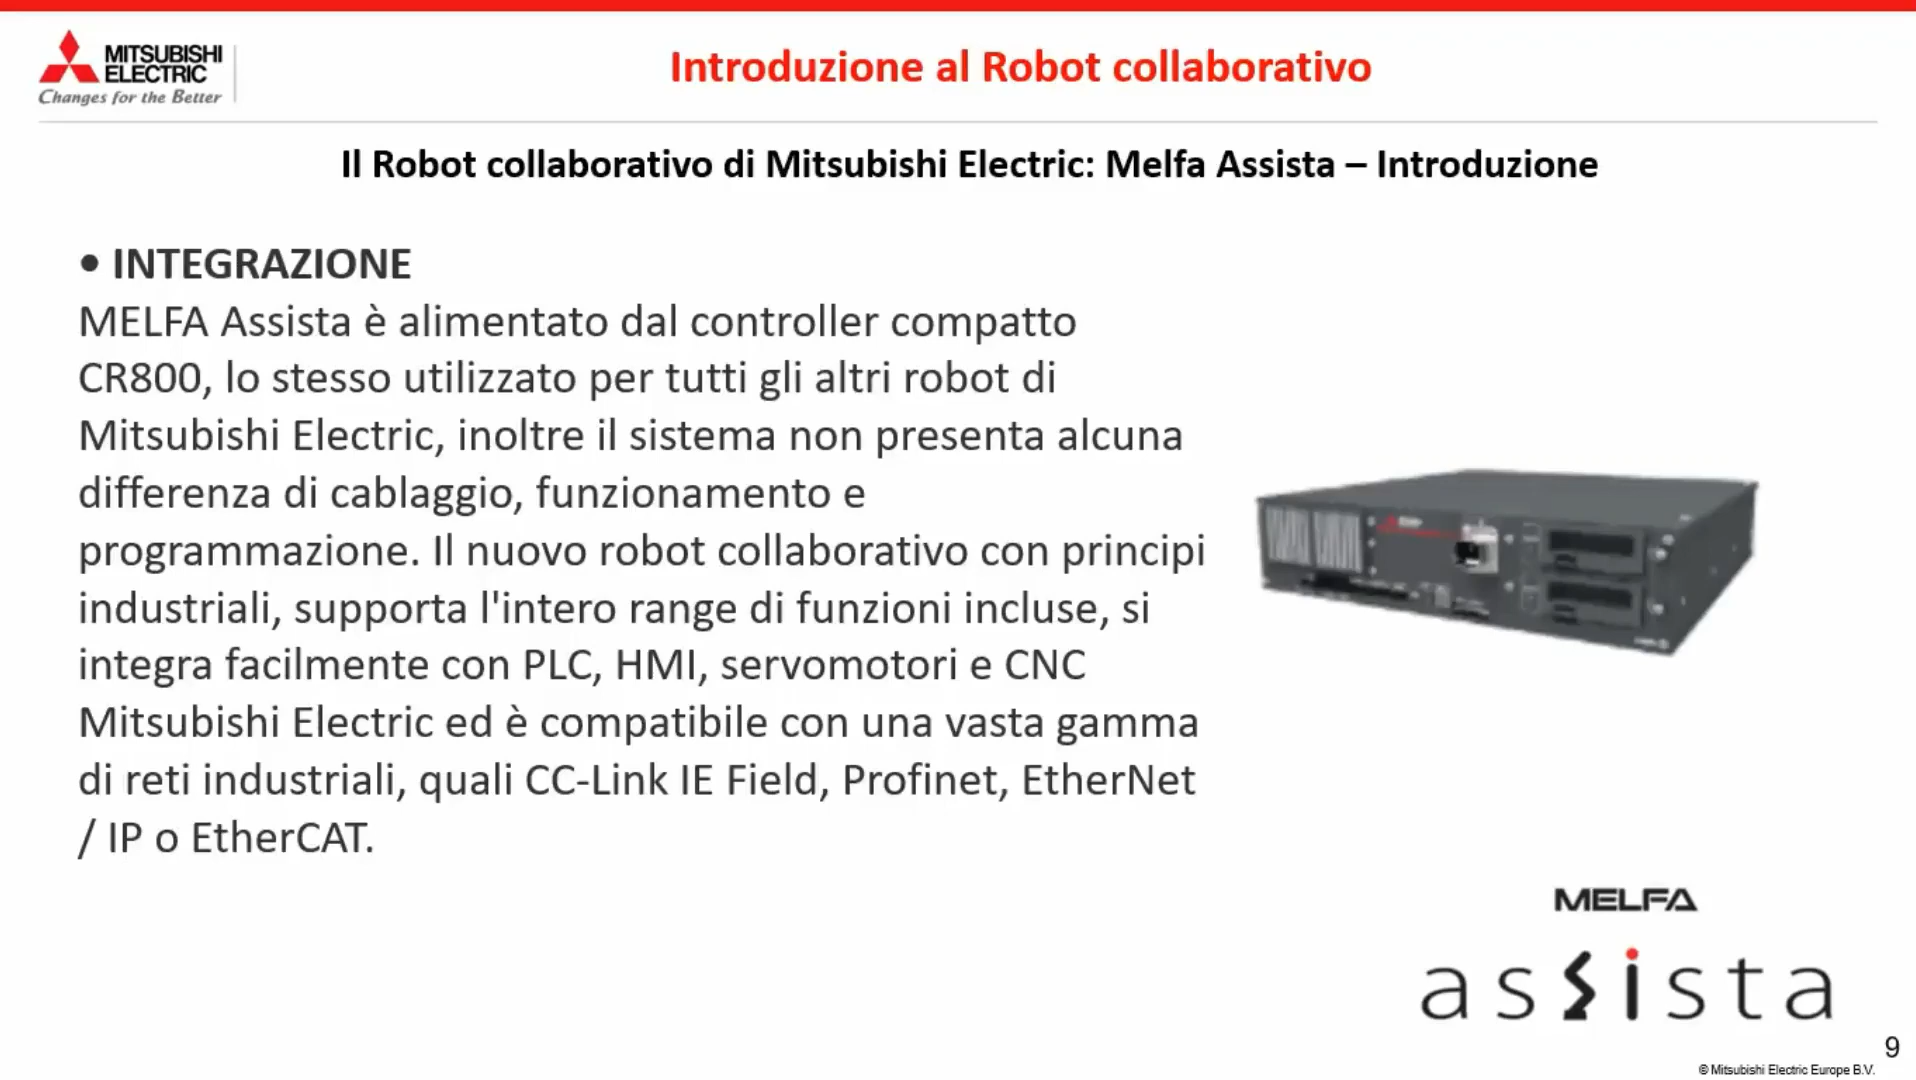 MITSUBISHI
ELECTRIC
Changes for the Better
Introduzione al Robot collaborativo
Il Robot collaborativo di Mitsubishi Electric: Melfa Assista – Introduzione
• INTEGRAZIONE
MELFA Assista è alimentato dal controller compatto
CR800, lo stesso utilizzato per tutti gli altri robot di
Mitsubishi Electric, inoltre il sistema non presenta alcuna
differenza di cablaggio, funzionamento e
programmazione. Il nuovo robot collaborativo con principi
industriali, supporta l'intero range di funzioni incluse, si
integra facilmente con PLC, HMI, servomotori e CNC
Mitsubishi Electric ed è compatibile con una vasta gamma
di reti industriali, quali CC-Link IE Field, Profinet, EtherNet
/ IP o EtherCAT.
MELFA
assista
9
© Mitsubishi Electric Europe B.V.